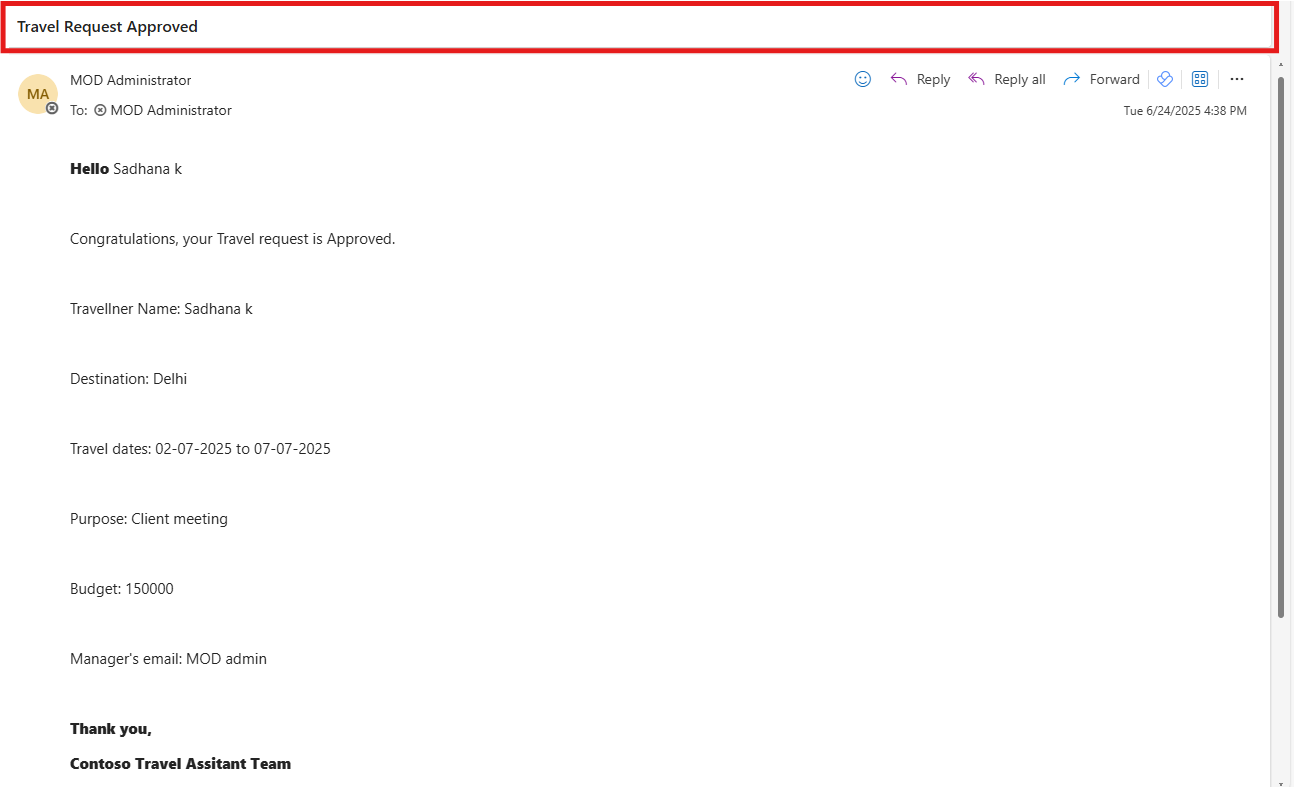 Travel Request Approved
MA
MOD Administrator
Reply
Reply all
Forward
To: MOD Administrator
Tue 6/24/2025 4:38 PM
Hello Sadhana k
Congratulations, your Travel request is Approved.
Travellner Name: Sadhana k
Destination: Delhi
Travel dates: 02-07-2025 to 07-07-2025
Purpose: Client meeting
Budget: 150000
Manager's email: MOD admin
Thank you,
Contoso Travel Assitant Team